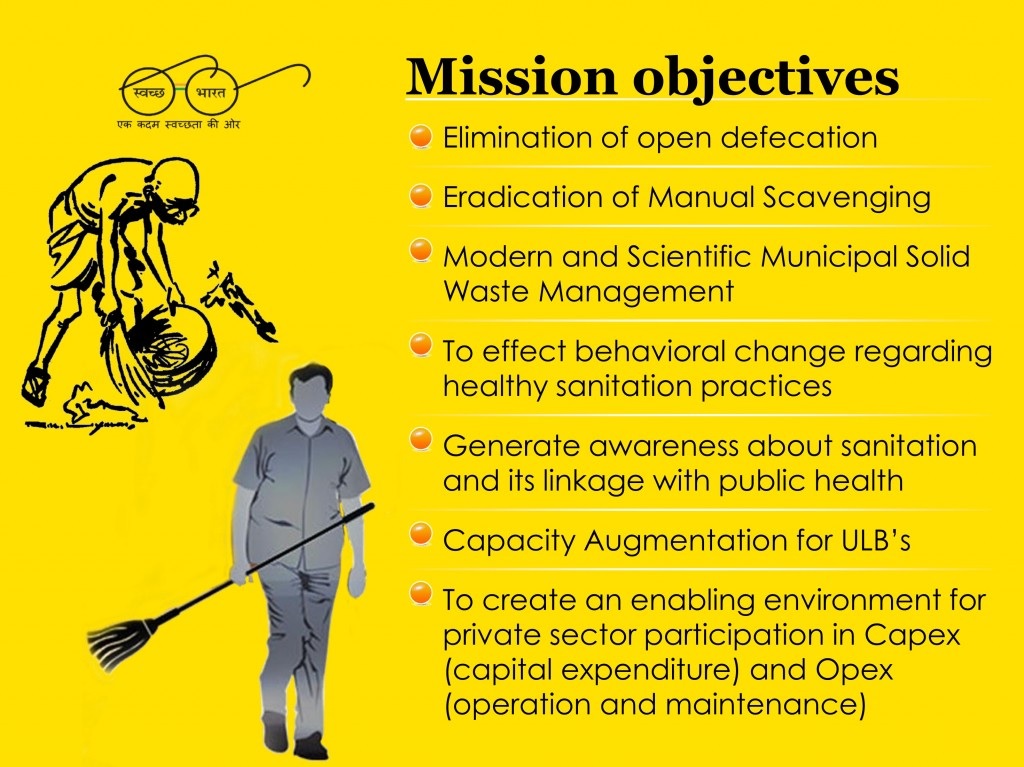 स्वच्छ भारत
एक कदम स्वच्छता की ओर
Mission objectives
Elimination of open defecation
Eradication of Manual Scavenging
Modern and Scientific Municipal Solid
Waste Management
To effect behavioral change regarding
healthy sanitation practices
Generate awareness about sanitation
and its linkage with public health
Capacity Augmentation for ULB’s
To create an enabling environment for
private sector participation in Capex
(capital expenditure) and Opex
(operation and maintenance)